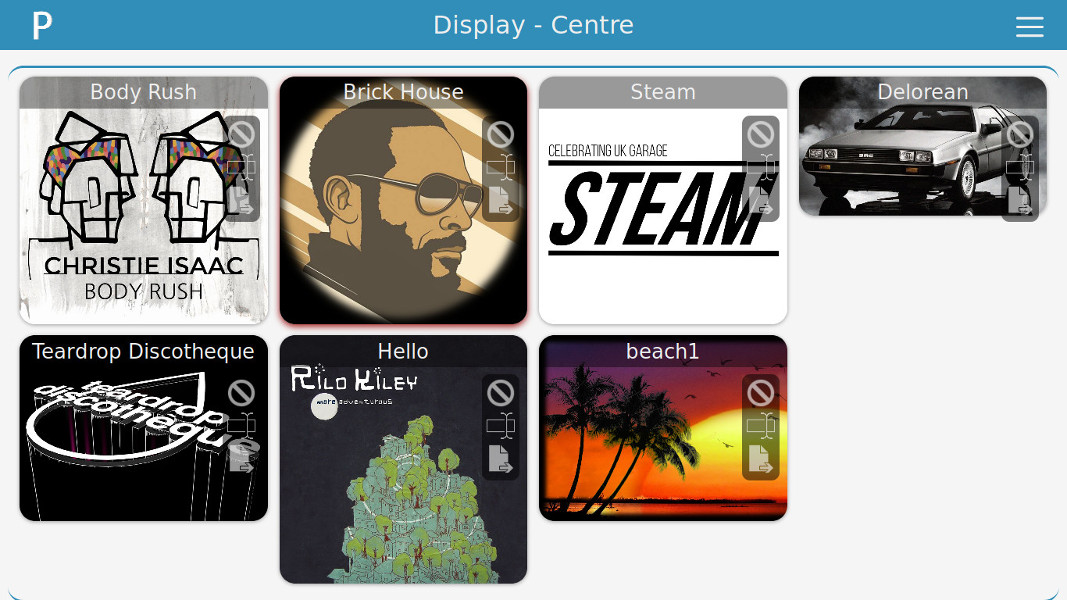 P
Display - Centre
Body Rush
CHRISTIE ISAAC
BODY RUSH
Brick House
Steam
CELEBRATING UK GARAGE
STEAM
Delorean
Teardrop Discotheque
teardrop
discotheque
Hello
RiLO KiLEY
more adventurous
beach1